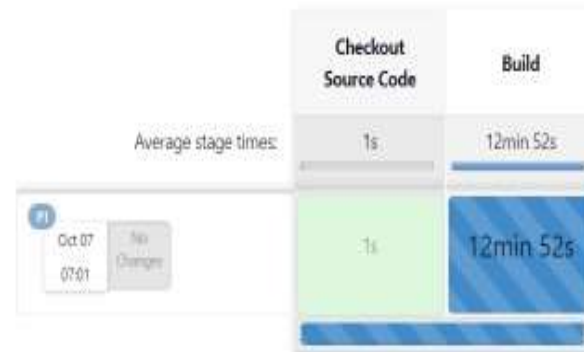 Checkout
Source Code
Build
Average stage times:
1s
12min 52s
Oct 07
07:01
No
Changes
1s
12min 52s